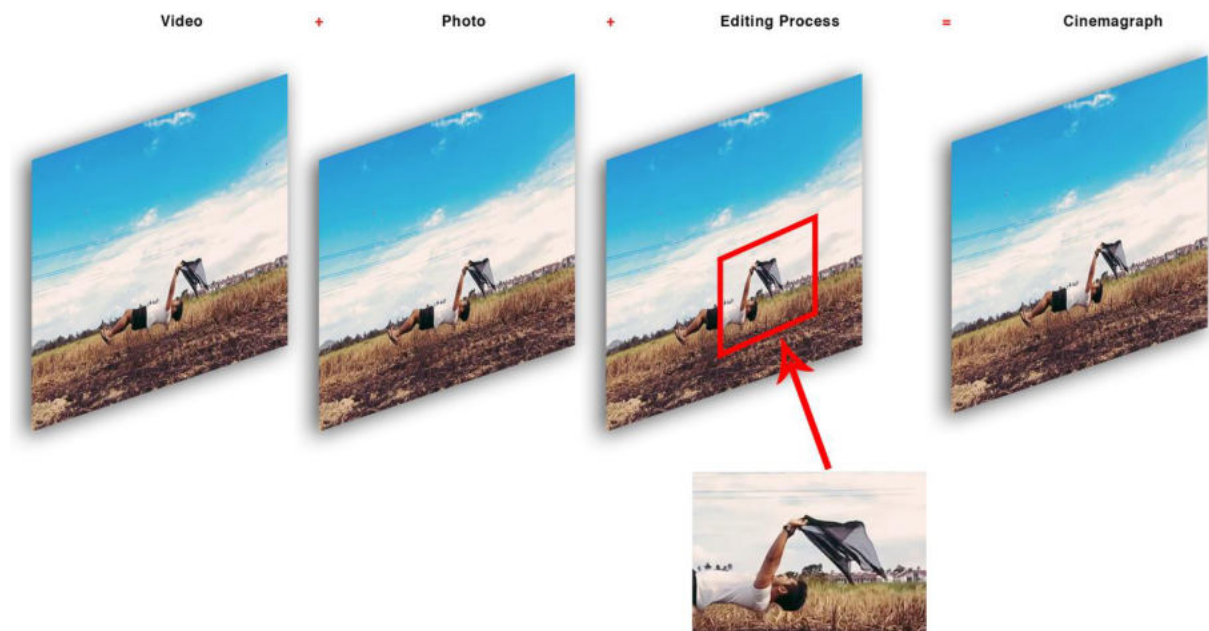 Video + Photo + Editing Process = Cinemagraph